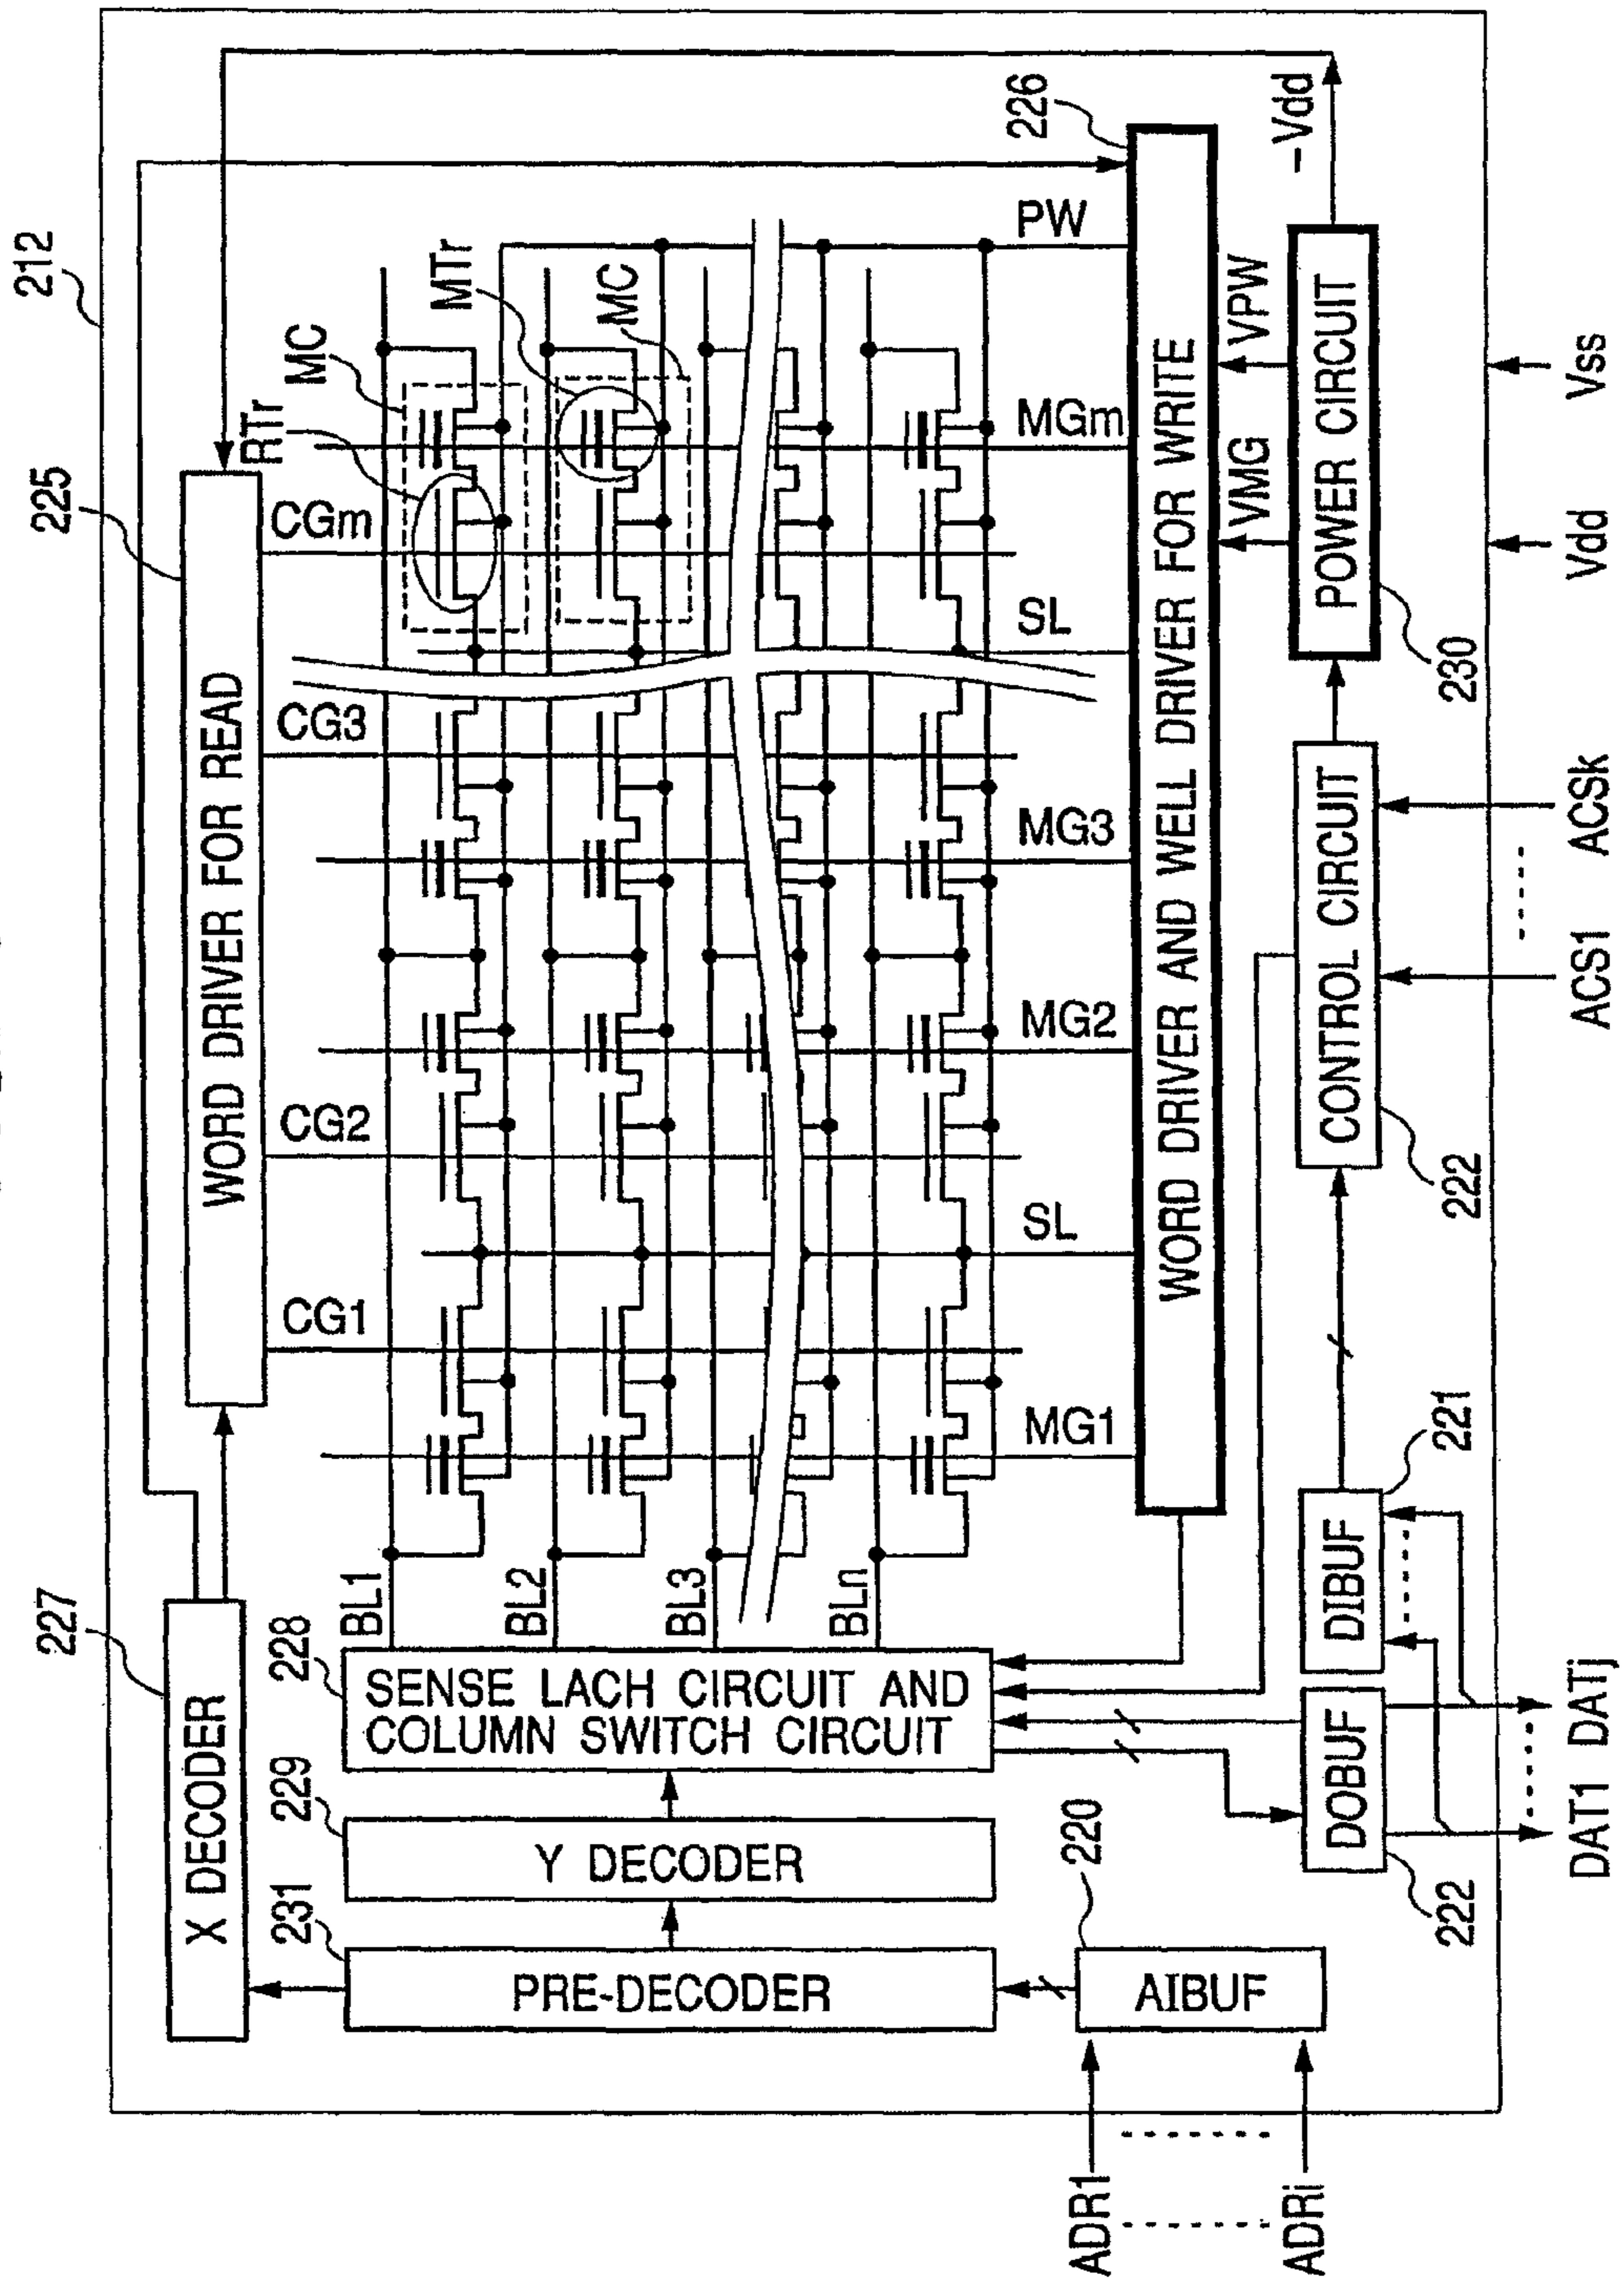 212
225
WORD DRIVER FOR READ
227
X DECODER
RTr
MC
MTr
MC
CG1
CG2
CG3
CGm
BL1
BL2
BL3
BLn
228
SENSE LACH CIRCUIT AND
COLUMN SWITCH CIRCUIT
229
Y DECODER
231
PRE-DECODER
220
AIBUF
ADR1
ADRi
MG1
SL
MG2
MG3
SL
MGm
PW
226
WORD DRIVER AND WELL DRIVER FOR WRITE
VMG
VPW
-Vdd
POWER CIRCUIT
230
CONTROL CIRCUIT
222
DIBUF
221
DOBUF
222
DAT1
DATj
ACS1
ACSk
Vdd
Vss